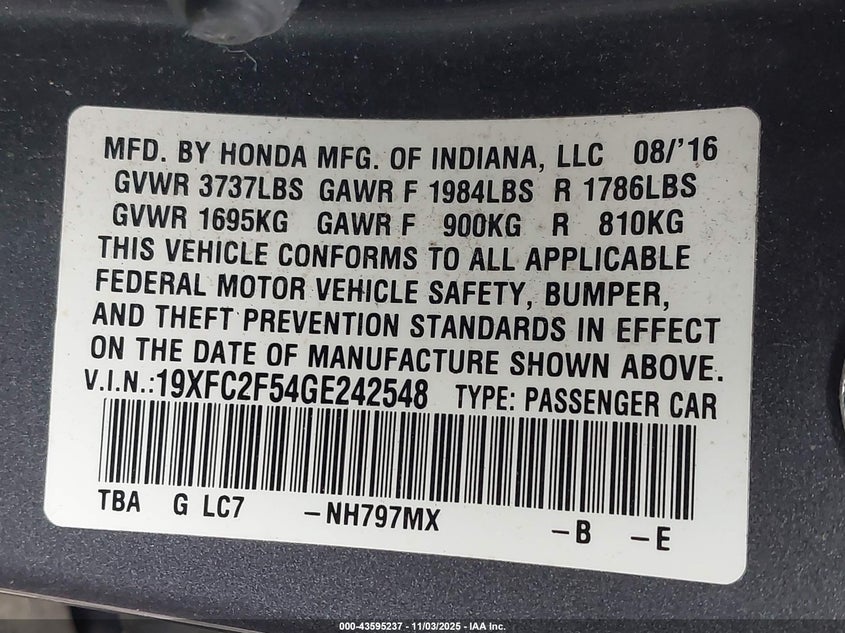 MFD. BY HONDA MFG. OF INDIANA, LLC 08/'16
GVWR 3737LBS GAWR F 1984LBS R 1786LBS
GVWR 1695KG GAWR F 900KG R 810KG
THIS VEHICLE CONFORMS TO ALL APPLICABLE
FEDERAL MOTOR VEHICLE SAFETY, BUMPER,
AND THEFT PREVENTION STANDARDS IN EFFECT
ON THE DATE OF MANUFACTURE SHOWN ABOVE.
V.I.N.:19XFC2F54GE242548 TYPE: PASSENGER CAR
TBA G LC7 -NH797MX -B -E
000-43595237 - 11/03/2025 - IAA Inc.